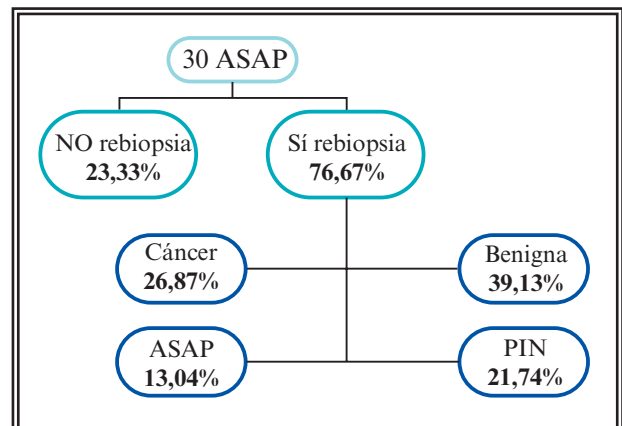 30 ASAP
NO rebiopsia
23,33%
Sí rebiopsia
76,67%
Cáncer
26,87%
Benigna
39,13%
ASAP
13,04%
PIN
21,74%